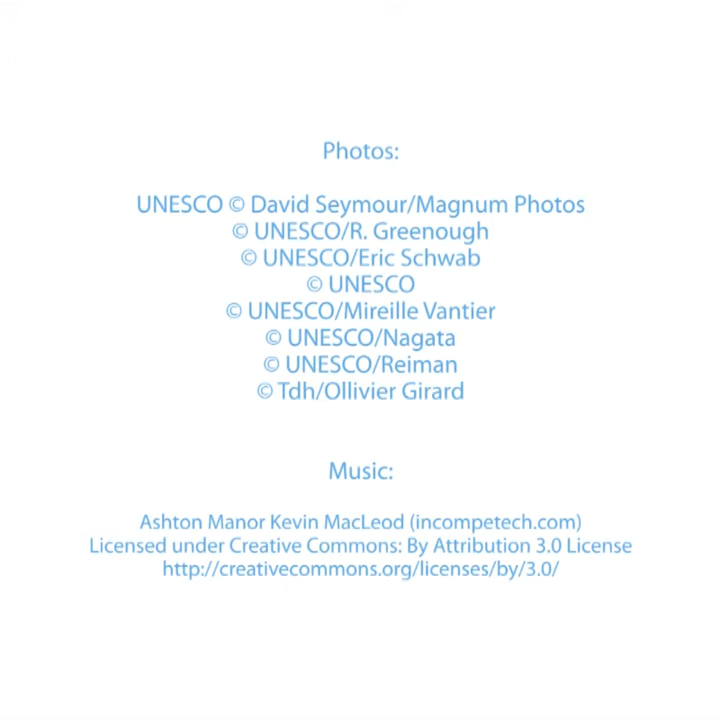 Photos:
UNESCO © David Seymour/Magnum Photos
© UNESCO/R. Greenough
© UNESCO/Eric Schwab
© UNESCO
© UNESCO/Mireille Vantier
© UNESCO/Nagata
© UNESCO/Reiman
© Tdh/Ollivier Girard
Music:
Ashton Manor Kevin MacLeod (incompetech.com)
Licensed under Creative Commons: By Attribution 3.0 License
http://creativecommons.org/licenses/by/3.0/